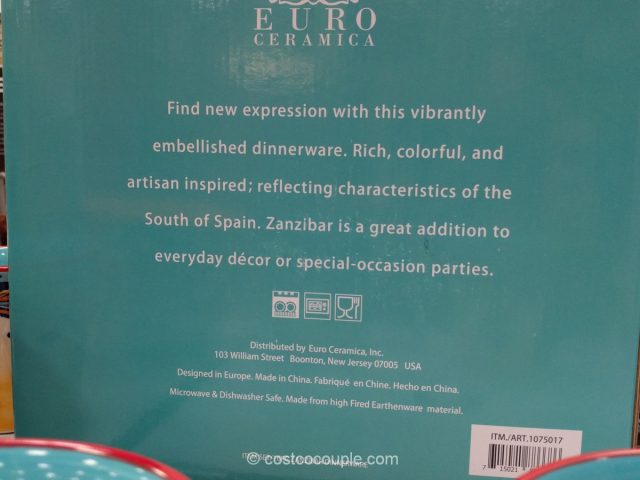 EURO
CERAMICA
Find new expression with this vibrantly
embellished dinnerware. Rich, colorful, and
artisan inspired; reflecting characteristics of the
South of Spain. Zanzibar is a great addition to
everyday décor or special-occasion parties.
Distributed by Euro Ceramica, Inc.
103 William Street Boonton, New Jersey 07005 USA
Designed in Europe. Made in China. Fabriqué en Chine. Hecho en China.
Microwave & Dishwasher Safe. Made from high Fired Earthenware material.
ITM./ART.1075017
7 15021
© costcocouple.com